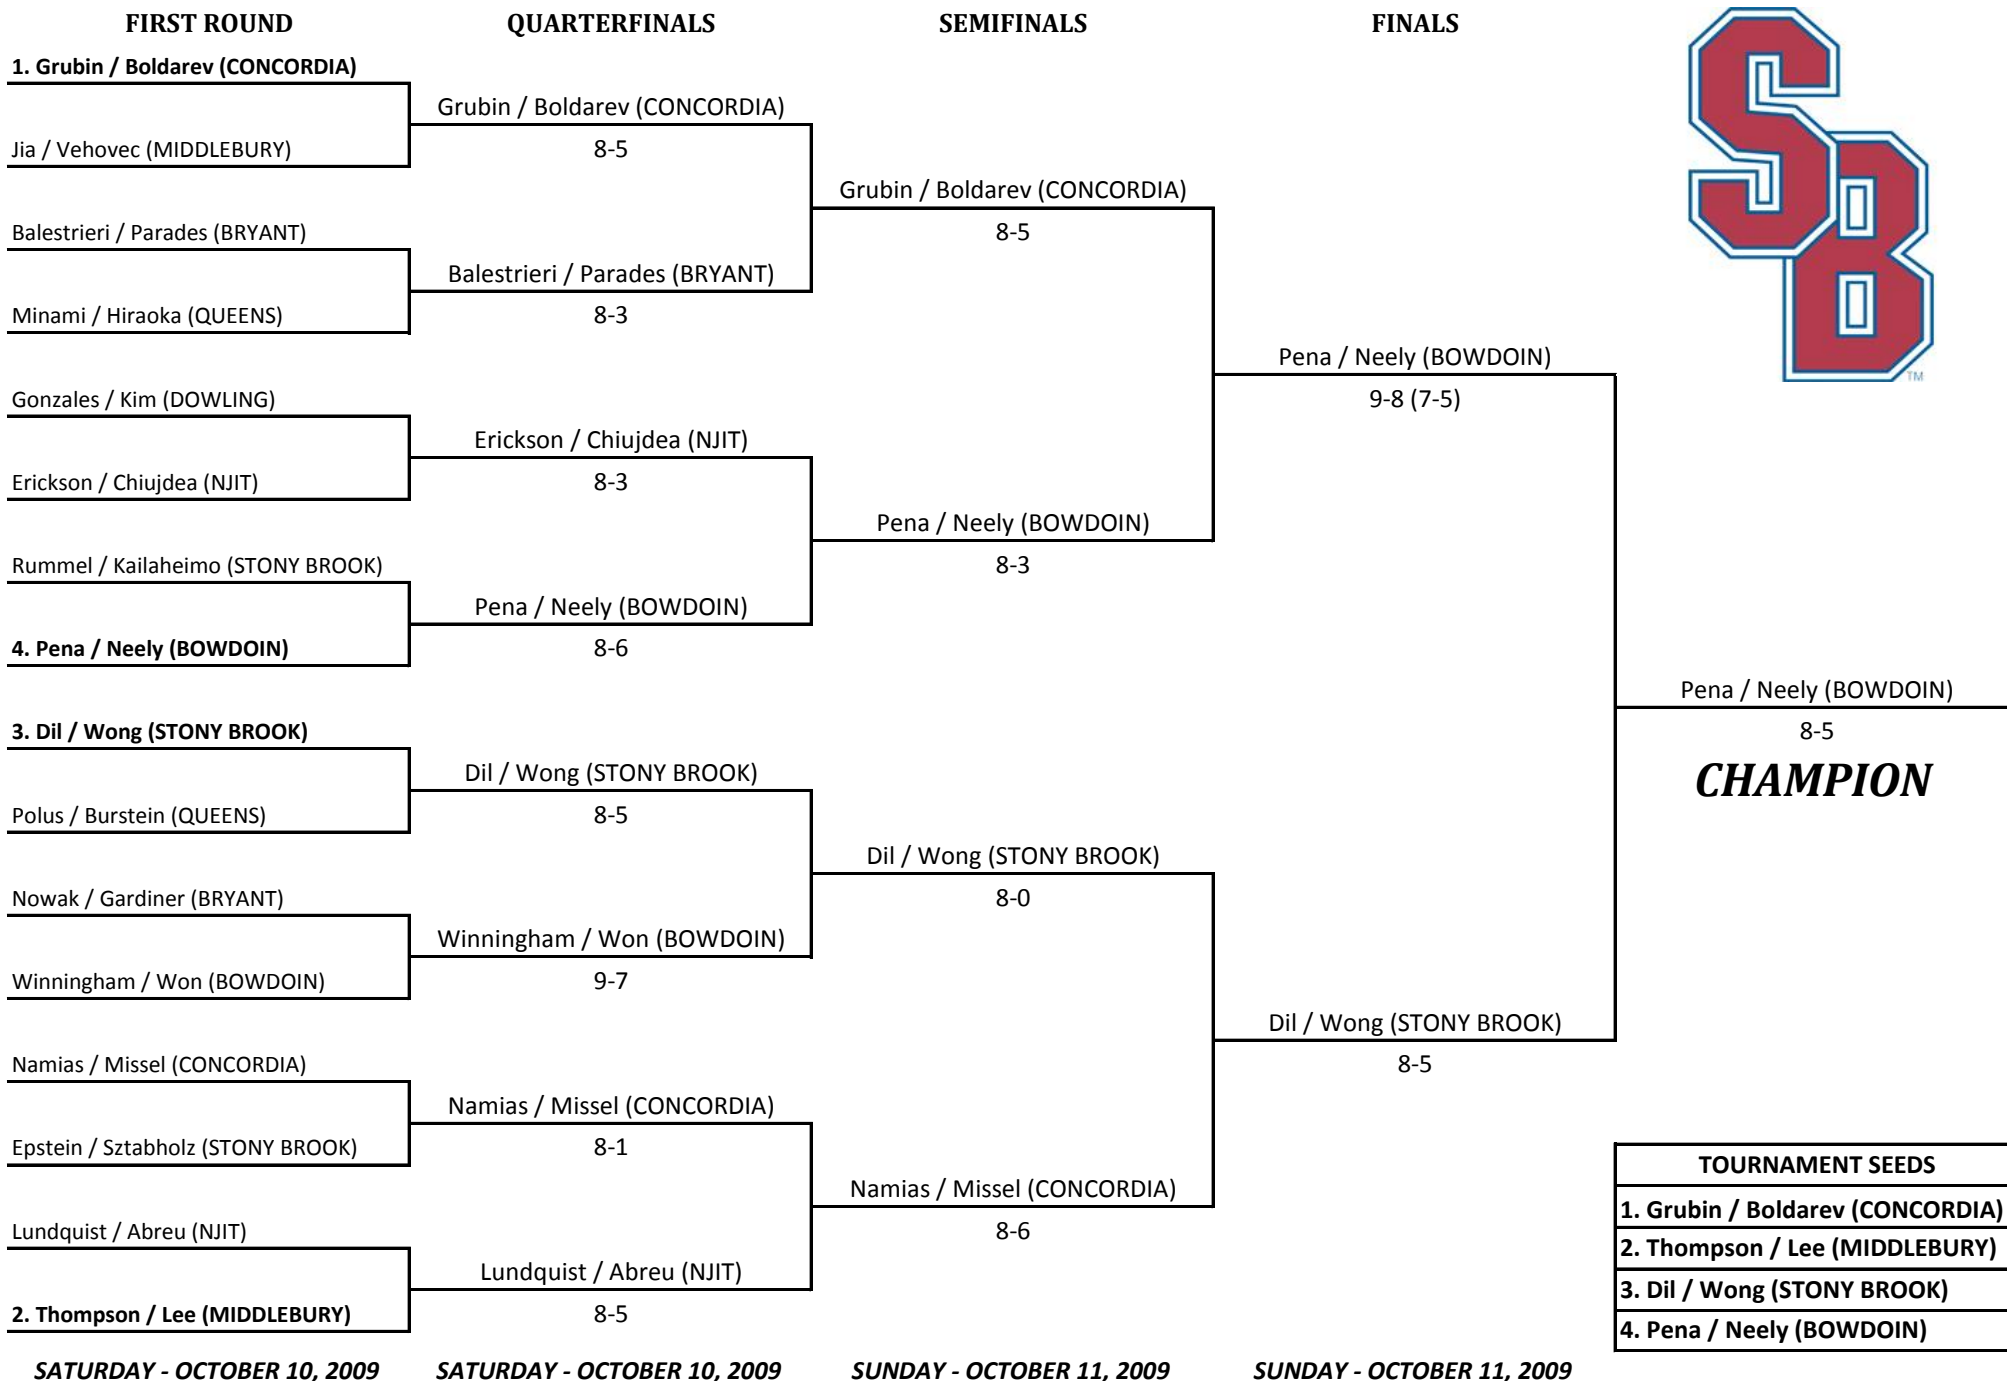 FIRST ROUND
QUARTERFINALS
SEMIFINALS
FINALS
1. Grubin / Boldarev (CONCORDIA)
Jia / Vehovec (MIDDLEBURY)
Balestrieri / Parades (BRYANT)
Minami / Hiraoka (QUEENS)
Gonzales / Kim (DOWLING)
Erickson / Chiujdea (NJIT)
Rummel / Kailaheimo (STONY BROOK)
4. Pena / Neely (BOWDOIN)
3. Dil / Wong (STONY BROOK)
Polus / Burstein (QUEENS)
Nowak / Gardiner (BRYANT)
Winningham / Won (BOWDOIN)
Namias / Missel (CONCORDIA)
Epstein / Sztabholz (STONY BROOK)
Lundquist / Abreu (NJIT)
2. Thompson / Lee (MIDDLEBURY)
SATURDAY - OCTOBER 10, 2009
Grubin / Boldarev (CONCORDIA)
8-5
Balestrieri / Parades (BRYANT)
8-3
Erickson / Chiujdea (NJIT)
8-3
Pena / Neely (BOWDOIN)
8-6
Dil / Wong (STONY BROOK)
8-5
Winningham / Won (BOWDOIN)
9-7
Namias / Missel (CONCORDIA)
8-1
Lundquist / Abreu (NJIT)
8-5
SATURDAY - OCTOBER 10, 2009
Grubin / Boldarev (CONCORDIA)
8-5
Pena / Neely (BOWDOIN)
8-3
Dil / Wong (STONY BROOK)
8-0
Namias / Missel (CONCORDIA)
8-6
SUNDAY - OCTOBER 11, 2009
Pena / Neely (BOWDOIN)
9-8 (7-5)
Dil / Wong (STONY BROOK)
8-5
SUNDAY - OCTOBER 11, 2009
SB
TM
Pena / Neely (BOWDOIN)
8-5
CHAMPION
TOURNAMENT SEEDS
1. Grubin / Boldarev (CONCORDIA)
2. Thompson / Lee (MIDDLEBURY)
3. Dil / Wong (STONY BROOK)
4. Pena / Neely (BOWDOIN)